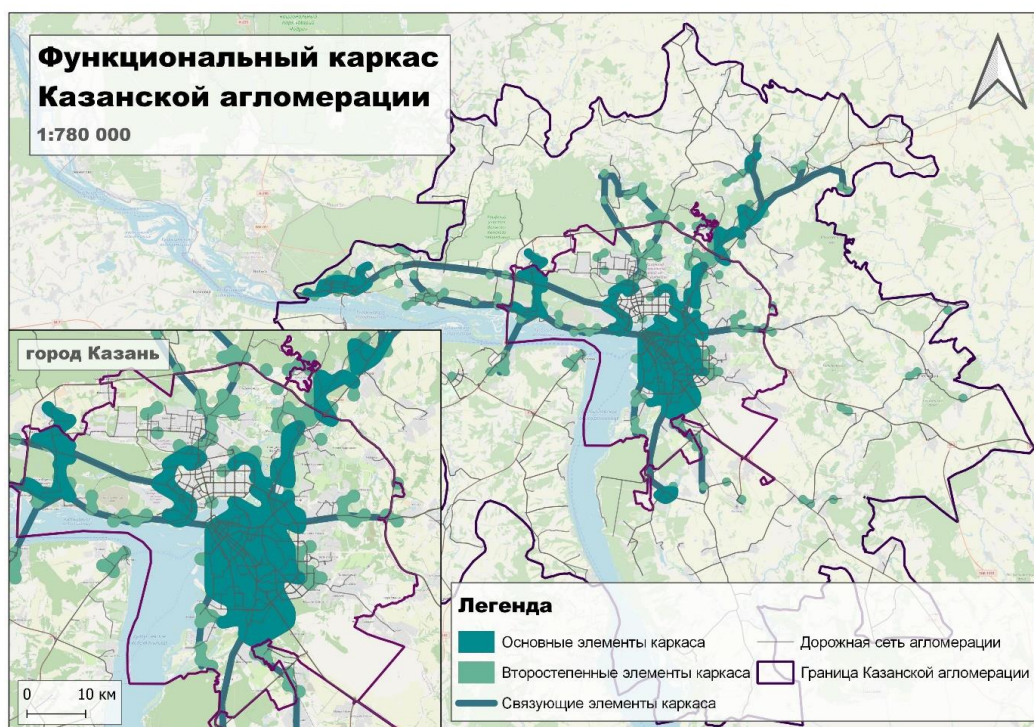 Функциональный каркас
Казанской агломерации
1:780 000
город Казань
0 10 км
Легенда
Основные элементы каркаса
Второстепенные элементы каркаса
Связующие элементы каркаса
Дорожная сеть агломерации
Граница Казанской агломерации